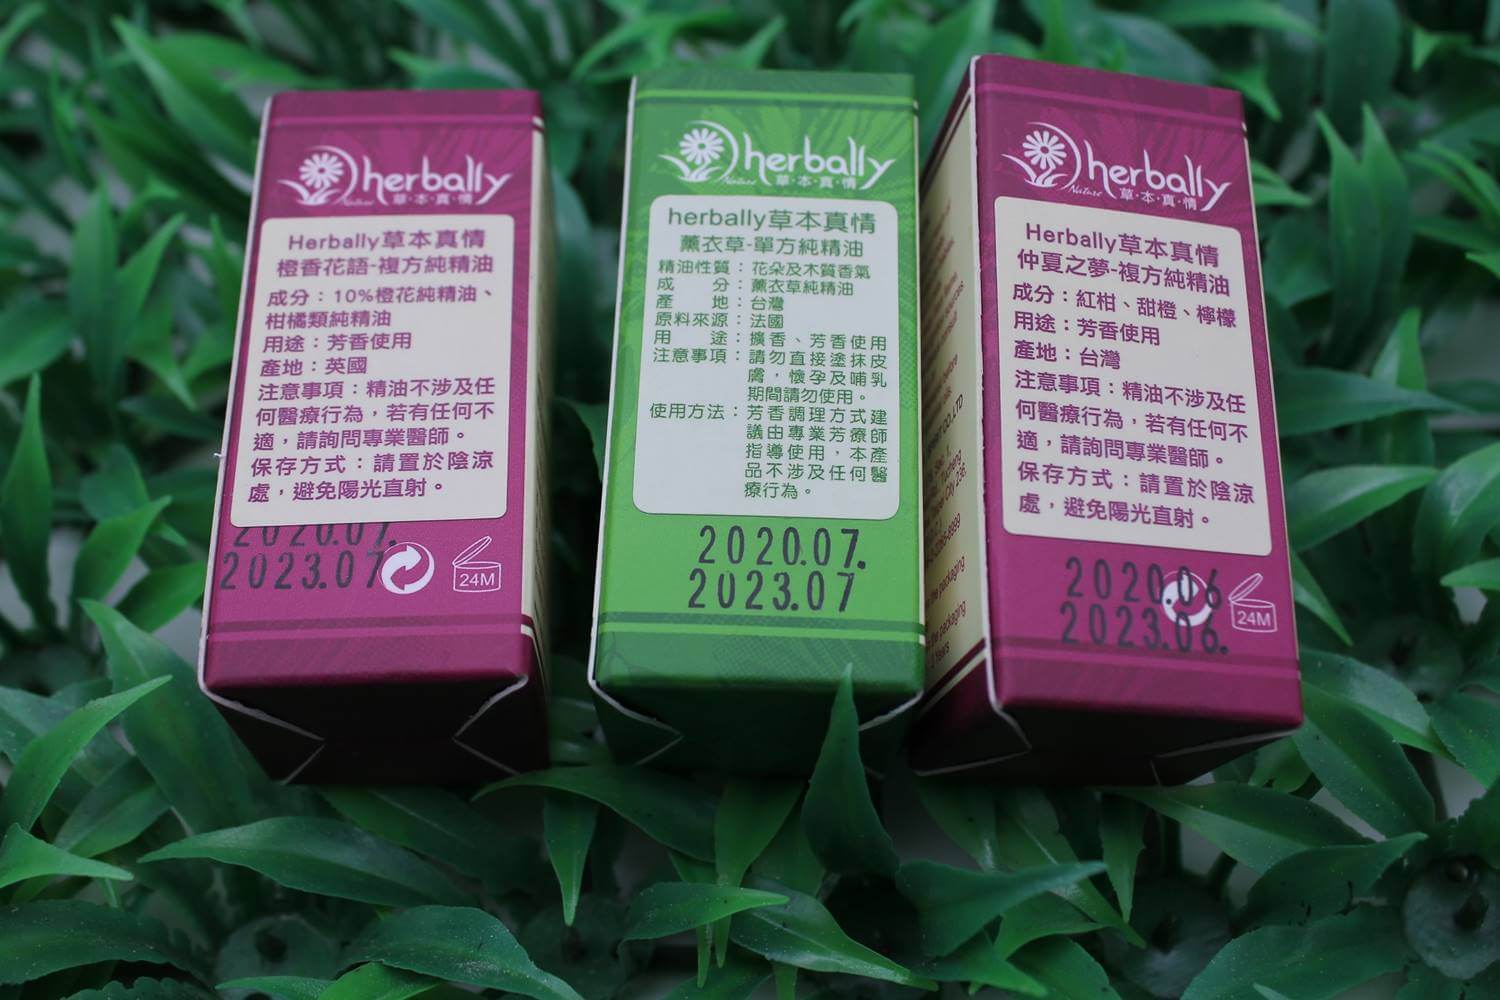 herbally
Nature 草·本·真·情
Herbally草本真情
橙香花語-複方純精油
成分：10%橙花純精油、
柑橘類純精油
用途：芳香使用
產地：英國
注意事項：精油不涉及任
何醫療行為，若有任何不
適，請詢問專業醫師。
保存方式：請置於陰涼
處，避免陽光直射。
2020.07.
2023.07
24M
herbally
Nature 草·本·真·情
herbally草本真情
薰衣草-單方純精油
精油性質：花朵及木質香氣
成分：薰衣草純精油
產地：台灣
原料來源：法國
用途：擴香、芳香使用
注意事項：請勿直接塗抹皮
膚，懷孕及哺乳
期間請勿使用。
使用方法：芳香調理方式建
議由專業芳療師
指導使用，本產
品不涉及任何醫
療行為。
2020.07.
2023.07
herbally
Nature 草·本·真·情
Herbally草本真情
仲夏之夢-複方純精油
成分：紅柑、甜橙、檸檬
用途：芳香使用
產地：台灣
注意事項：精油不涉及任
何醫療行為，若有任何不
適，請詢問專業醫師。
保存方式：請置於陰涼
處，避免陽光直射。
2020.06
2023.06.
24M
CO.,LTD
City 236
the packaging
the packaging
Years